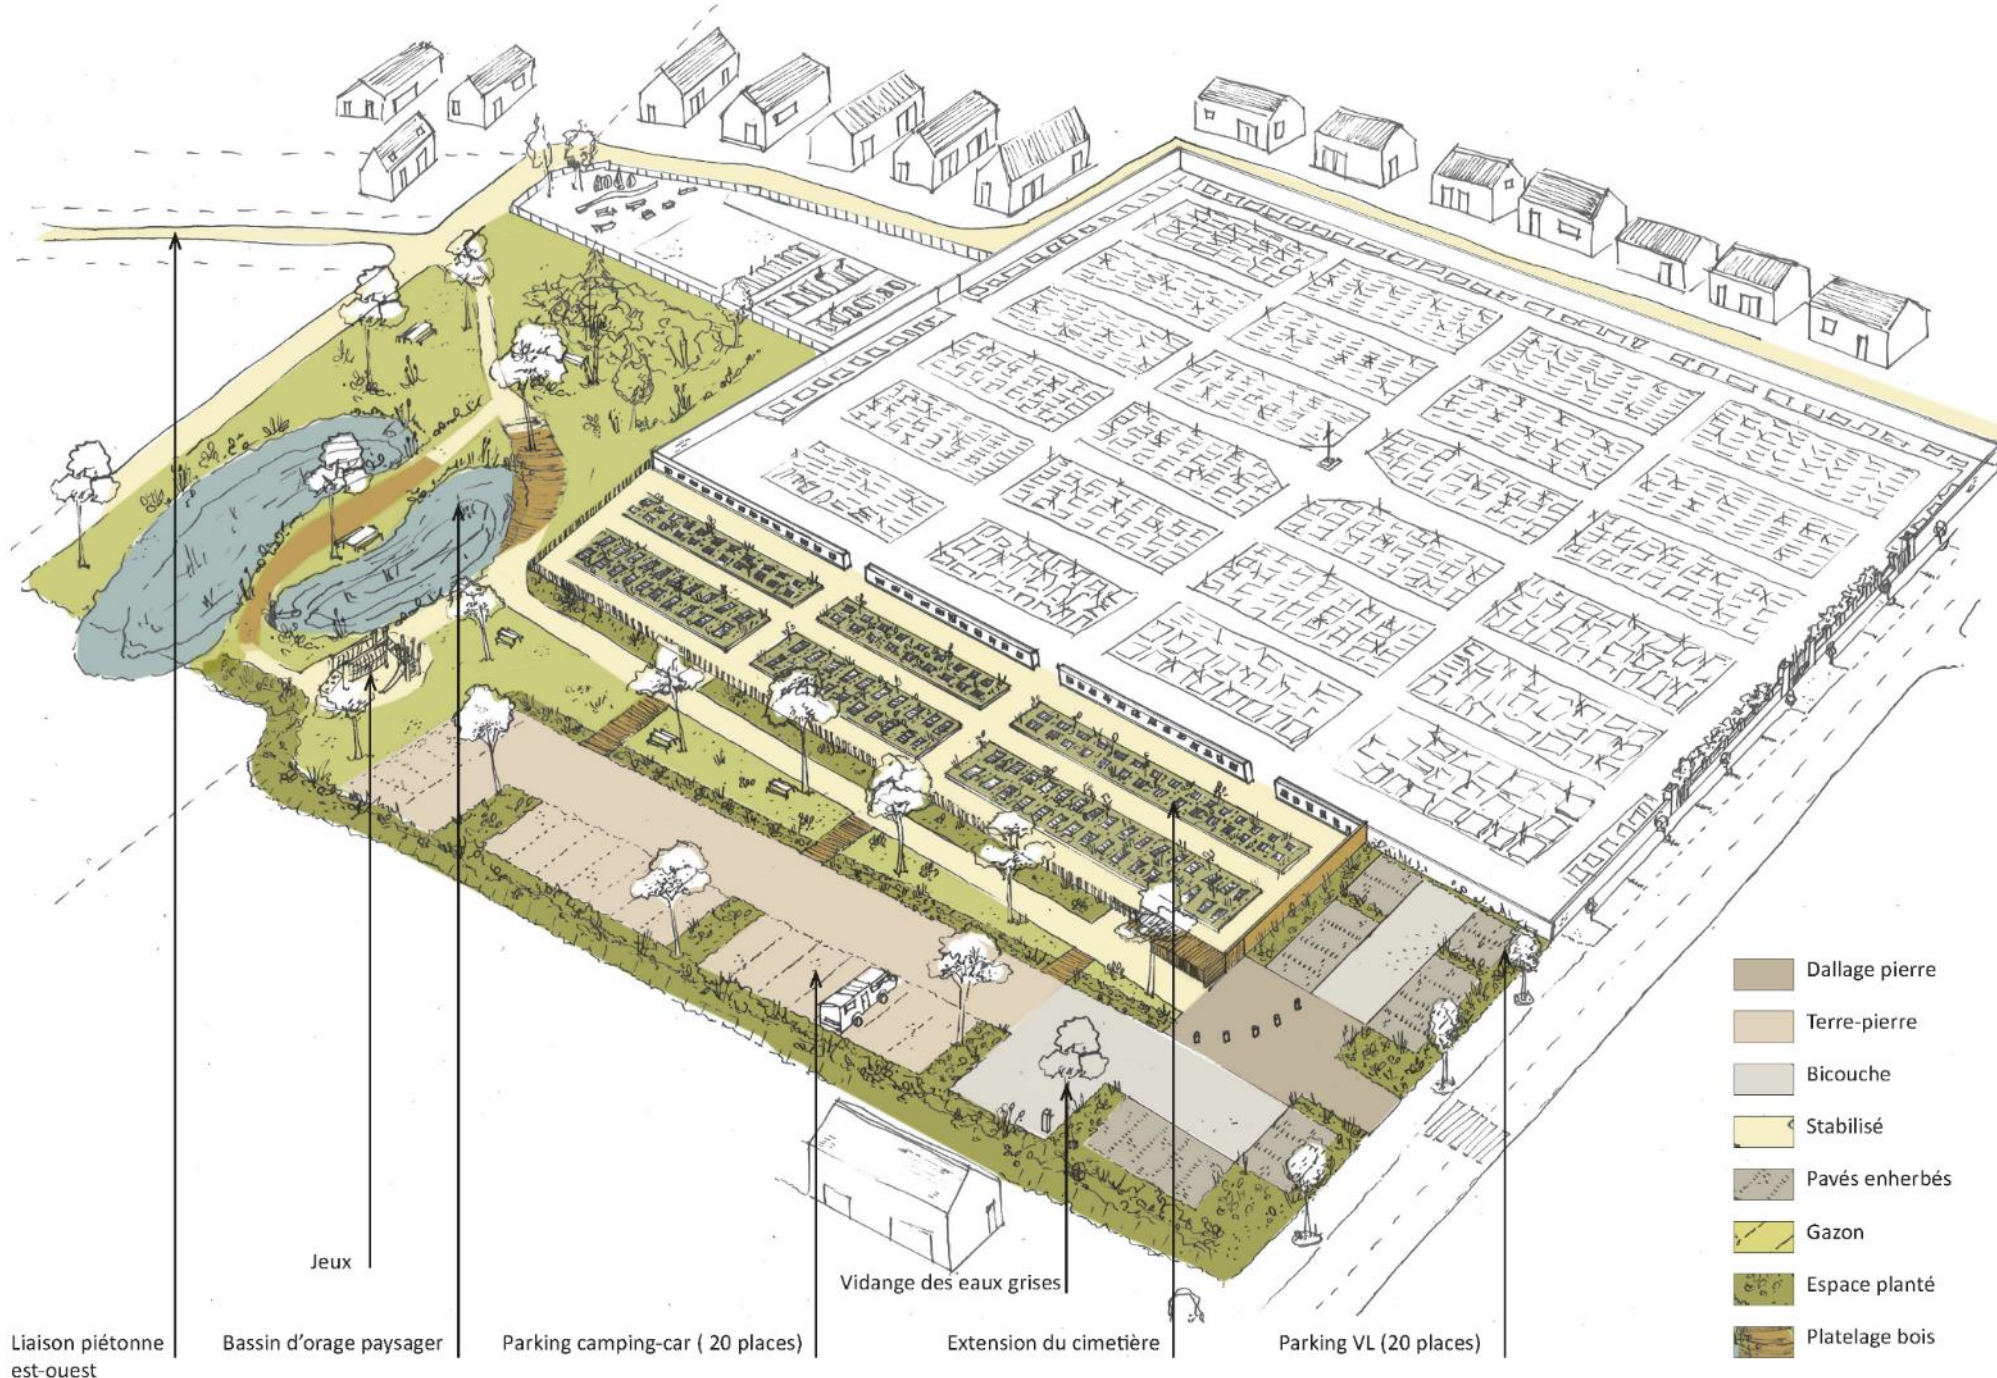 Dallage pierre
Terre-pierre
Bicouche
Stabilisé
Pavés enherbés
Gazon
Espace planté
Platelage bois
Jeux
Vidange des eaux grises
Liaison piétonne
est-ouest
Bassin d'orage paysager
Parking camping-car ( 20 places)
Extension du cimetière
Parking VL (20 places)